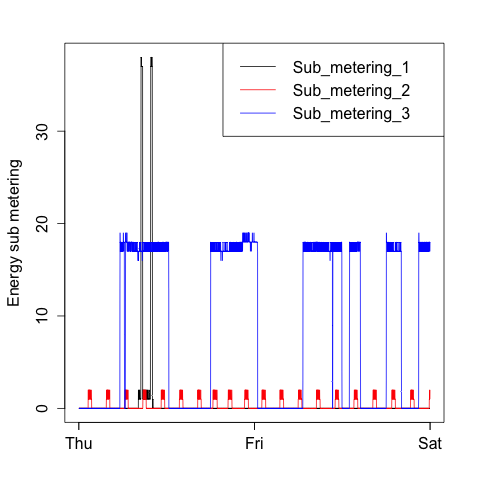 Sub_metering_1
Sub_metering_2
Sub_metering_3
Energy sub metering
30
20
10
0
Thu Fri Sat